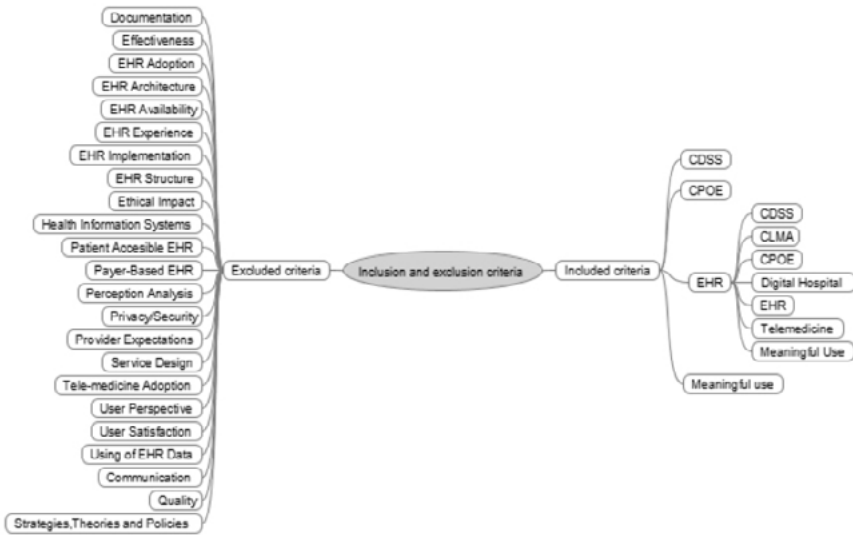 Documentation
Effectiveness
EHR Adoption
EHR Architecture
EHR Availability
EHR Experience
EHR Implementation
EHR Structure
Ethical Impact
Health Information Systems
Patient Accesible EHR
Payer-Based EHR
Perception Analysis
Privacy/Security
Provider Expectations
Service Design
Tele-medicine Adoption
User Perspective
User Satisfaction
Using of EHR Data
Communication
Quality
Strategies,Theories and Policies
Excluded criteria
Inclusion and exclusion criteria
Included criteria
CDSS
CPOE
EHR
CDSS
CLMA
CPOE
Digital Hospital
EHR
Telemedicine
Meaningful Use
Meaningful use